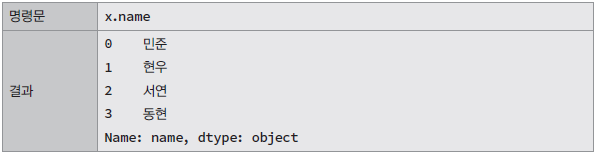 명령문 x.name
0 민준
1 현우
결과 2 서연
3 동현
Name: name, dtype: object